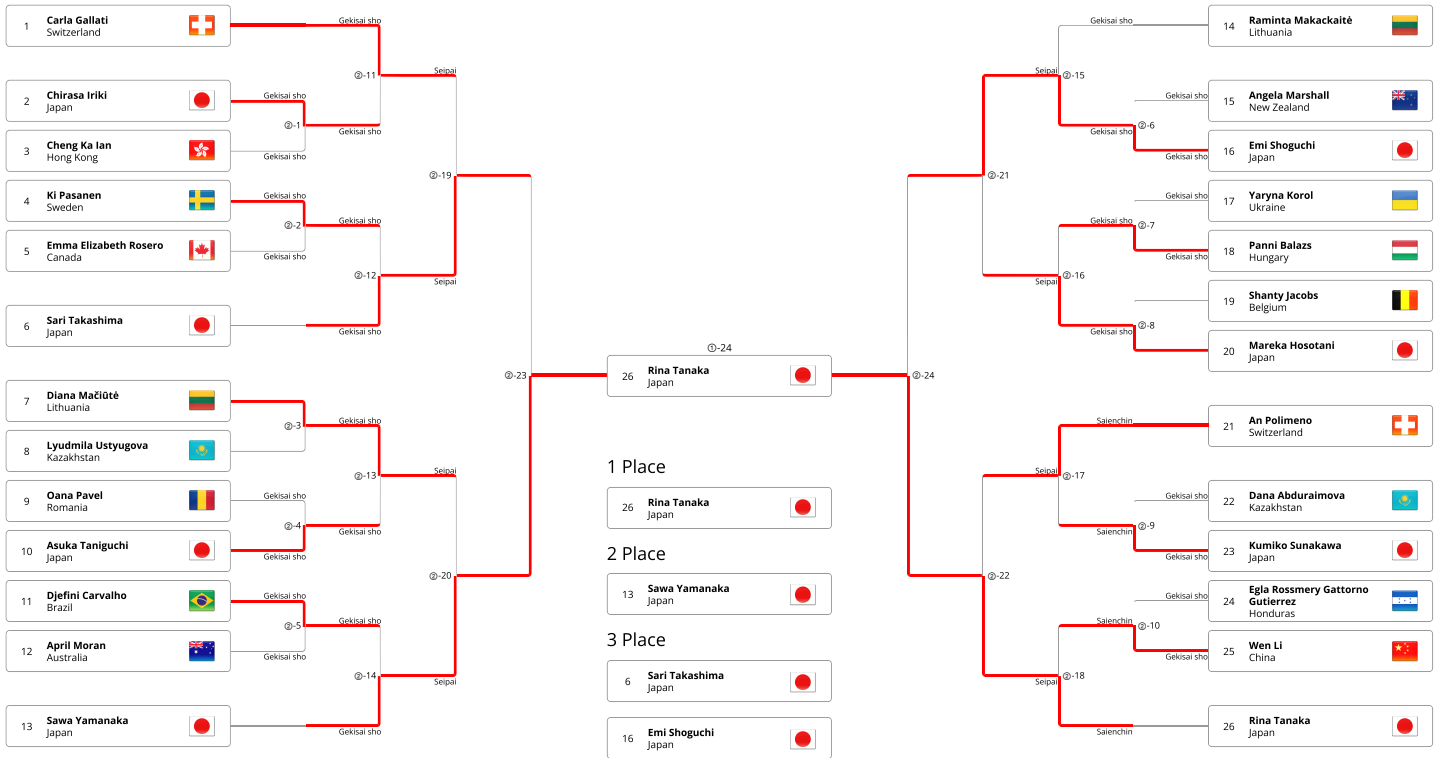 1
Carla Gallati
Switzerland
Gekisai sho
②-11
Seipai
2
Chirasa Iriki
Japan
Gekisai sho
②-1
Gekisai sho
3
Cheng Ka Ian
Hong Kong
Gekisai sho
②-19
4
Ki Pasanen
Sweden
Gekisai sho
②-2
Gekisai sho
5
Emma Elizabeth Rosero
Canada
Gekisai sho
②-12
Seipai
6
Sari Takashima
Japan
Gekisai sho
②-23
7
Diana Mačiūtė
Lithuania
②-3
Gekisai sho
8
Lyudmila Ustyugova
Kazakhstan
②-13
Seipai
9
Oana Pavel
Romania
Gekisai sho
②-4
Gekisai sho
10
Asuka Taniguchi
Japan
Gekisai sho
②-20
11
Djefini Carvalho
Brazil
Gekisai sho
②-5
Gekisai sho
12
April Moran
Australia
Gekisai sho
②-14
Seipai
13
Sawa Yamanaka
Japan
Gekisai sho
①-24
26
Rina Tanaka
Japan
1 Place
26
Rina Tanaka
Japan
2 Place
13
Sawa Yamanaka
Japan
3 Place
6
Sari Takashima
Japan
16
Emi Shoguchi
Japan
Gekisai sho
14
Raminta Makackaitė
Lithuania
Seipai
②-15
Gekisai sho
15
Angela Marshall
New Zealand
Gekisai sho
②-6
Gekisai sho
16
Emi Shoguchi
Japan
②-21
Gekisai sho
17
Yaryna Korol
Ukraine
Gekisai sho
②-7
Gekisai sho
18
Panni Balazs
Hungary
Seipai
②-16
19
Shanty Jacobs
Belgium
Gekisai sho
②-8
20
Mareka Hosotani
Japan
②-24
Saienchin
21
An Polimeno
Switzerland
②-17
Gekisai sho
22
Dana Abduraimova
Kazakhstan
Saienchin
②-9
Gekisai sho
23
Kumiko Sunakawa
Japan
②-22
Gekisai sho
24
Egla Rossmery Gattorno
Gutierrez
Honduras
Saienchin
②-10
Gekisai sho
25
Wen Li
China
Seipai
②-18
Saienchin
26
Rina Tanaka
Japan